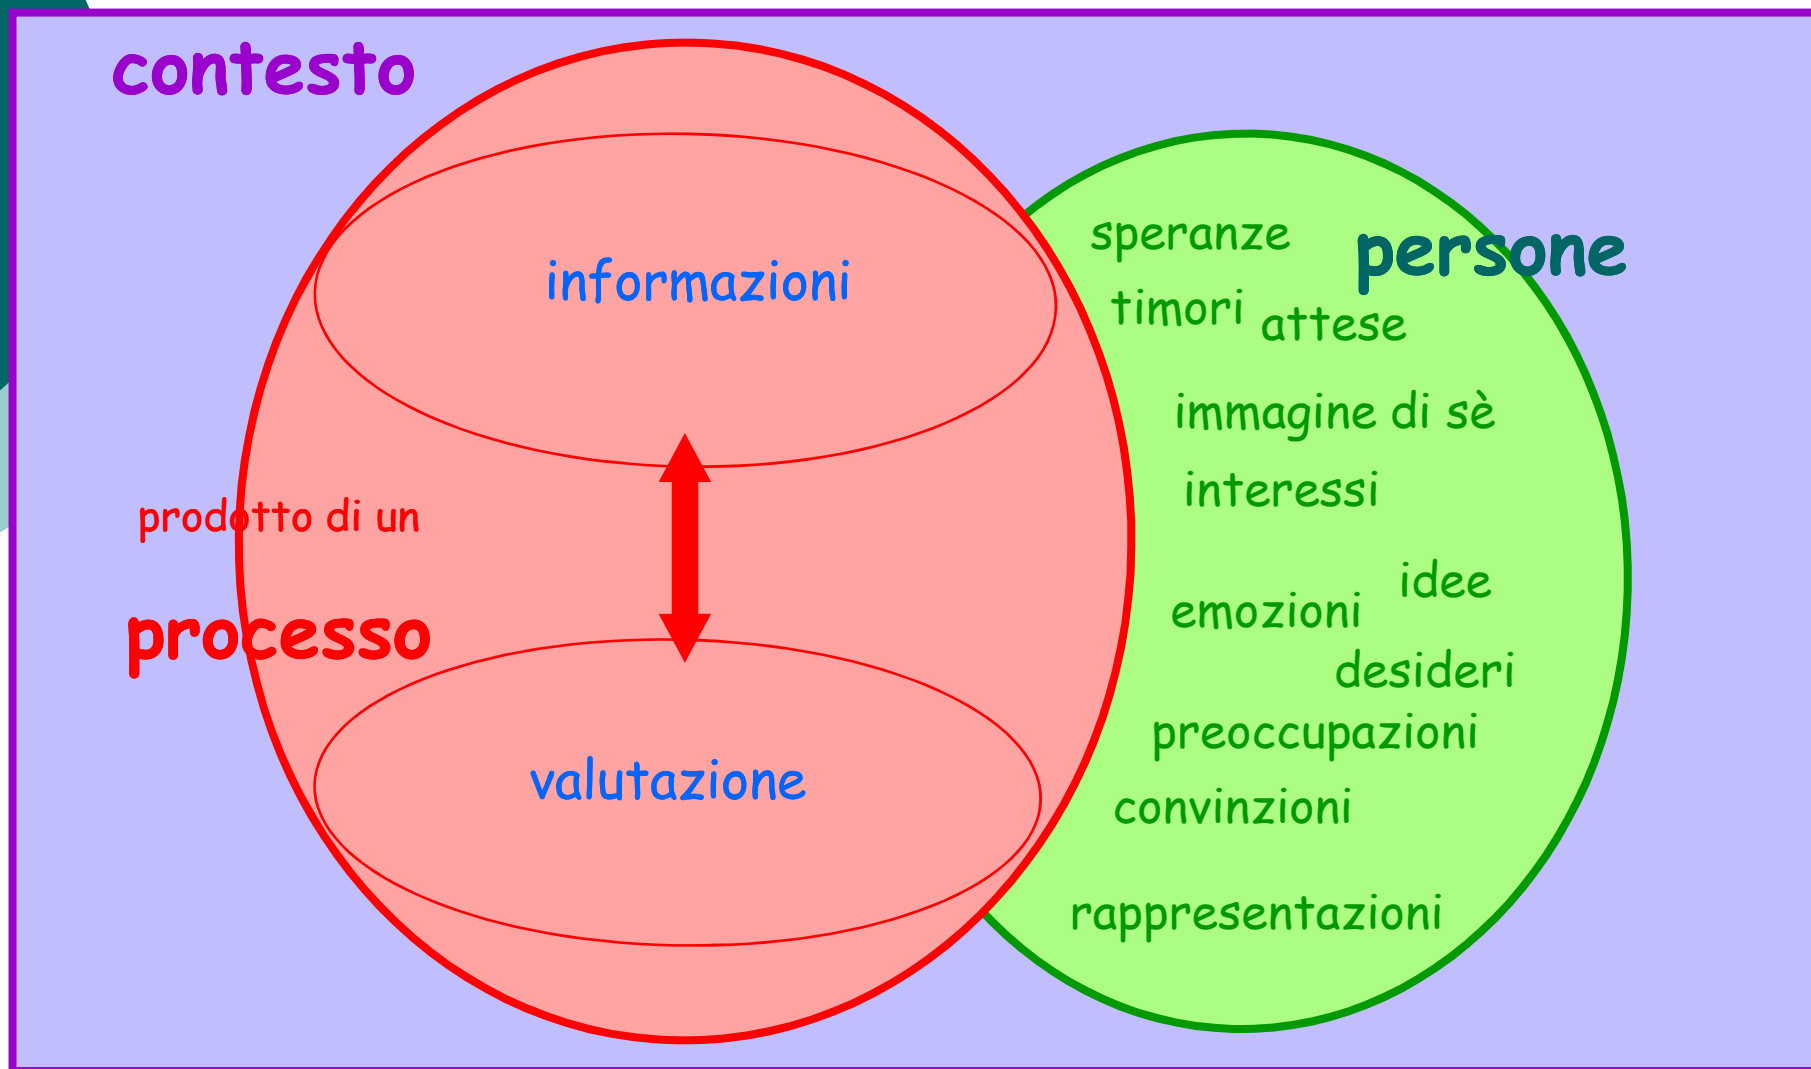 contesto
informazioni
prodotto di un
processo
valutazione
persone
speranze
timori
attese
immagine di sè
interessi
idee
emozioni
desideri
preoccupazioni
convinzioni
rappresentazioni